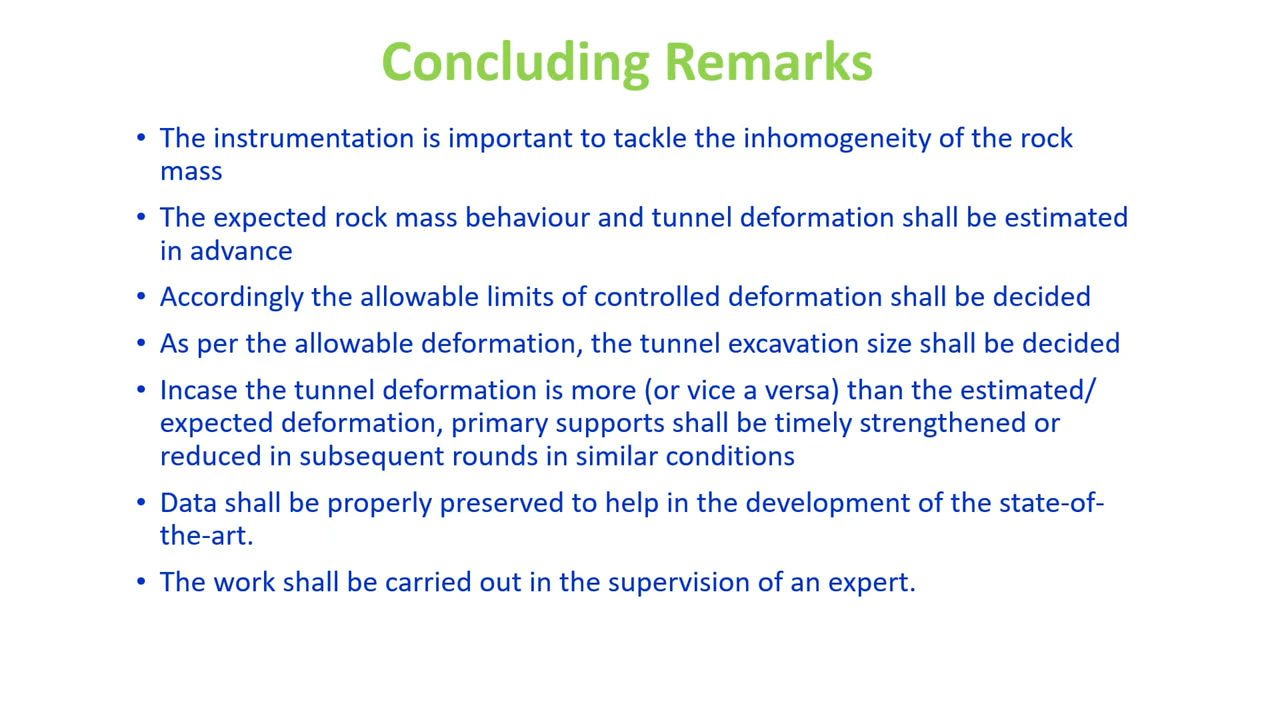 Concluding Remarks
• The instrumentation is important to tackle the inhomogeneity of the rock
mass
• The expected rock mass behaviour and tunnel deformation shall be estimated
in advance
• Accordingly the allowable limits of controlled deformation shall be decided
• As per the allowable deformation, the tunnel excavation size shall be decided
• Incase the tunnel deformation is more (or vice a versa) than the estimated/
expected deformation, primary supports shall be timely strengthened or
reduced in subsequent rounds in similar conditions
• Data shall be properly preserved to help in the development of the state-of-
the-art.
• The work shall be carried out in the supervision of an expert.